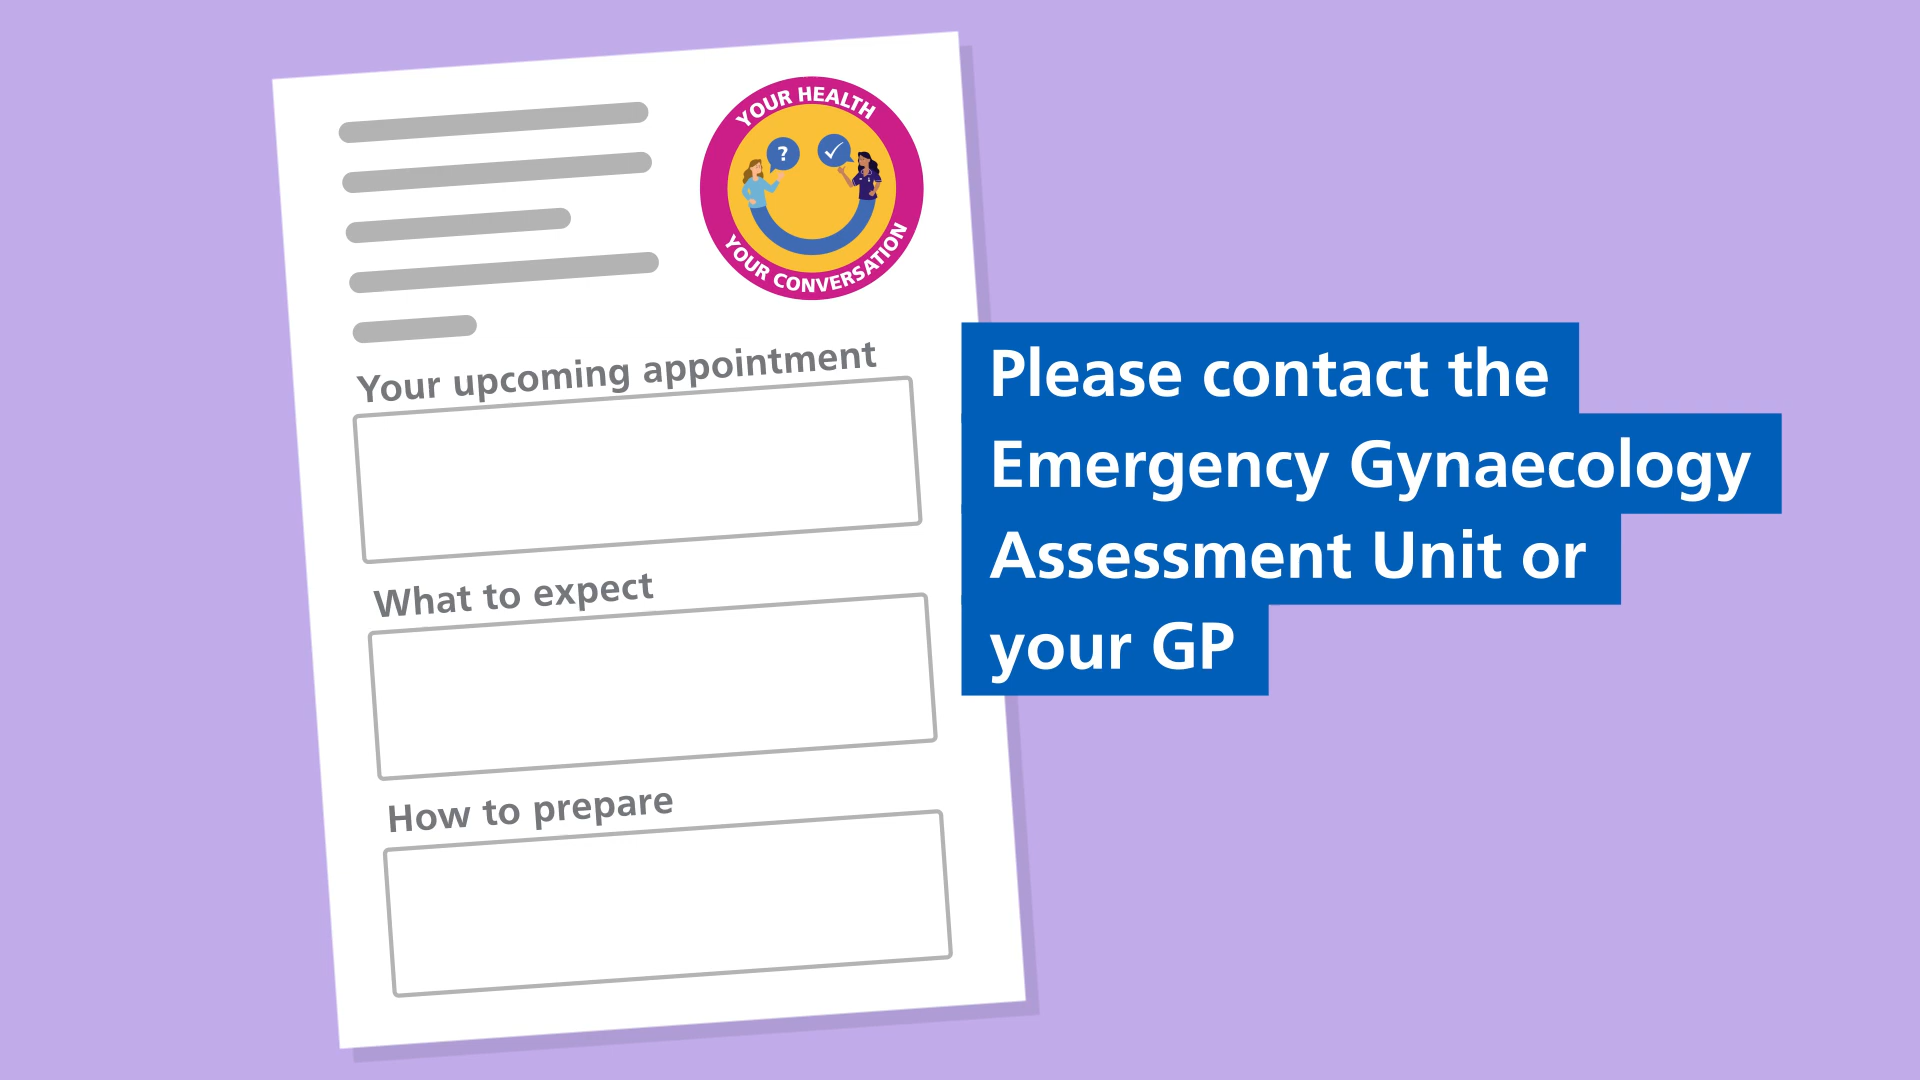 YOUR HEALTH
? ✓
YOUR CONVERSATION
Your upcoming appointment
What to expect
How to prepare
Please contact the
Emergency Gynaecology
Assessment Unit or
your GP